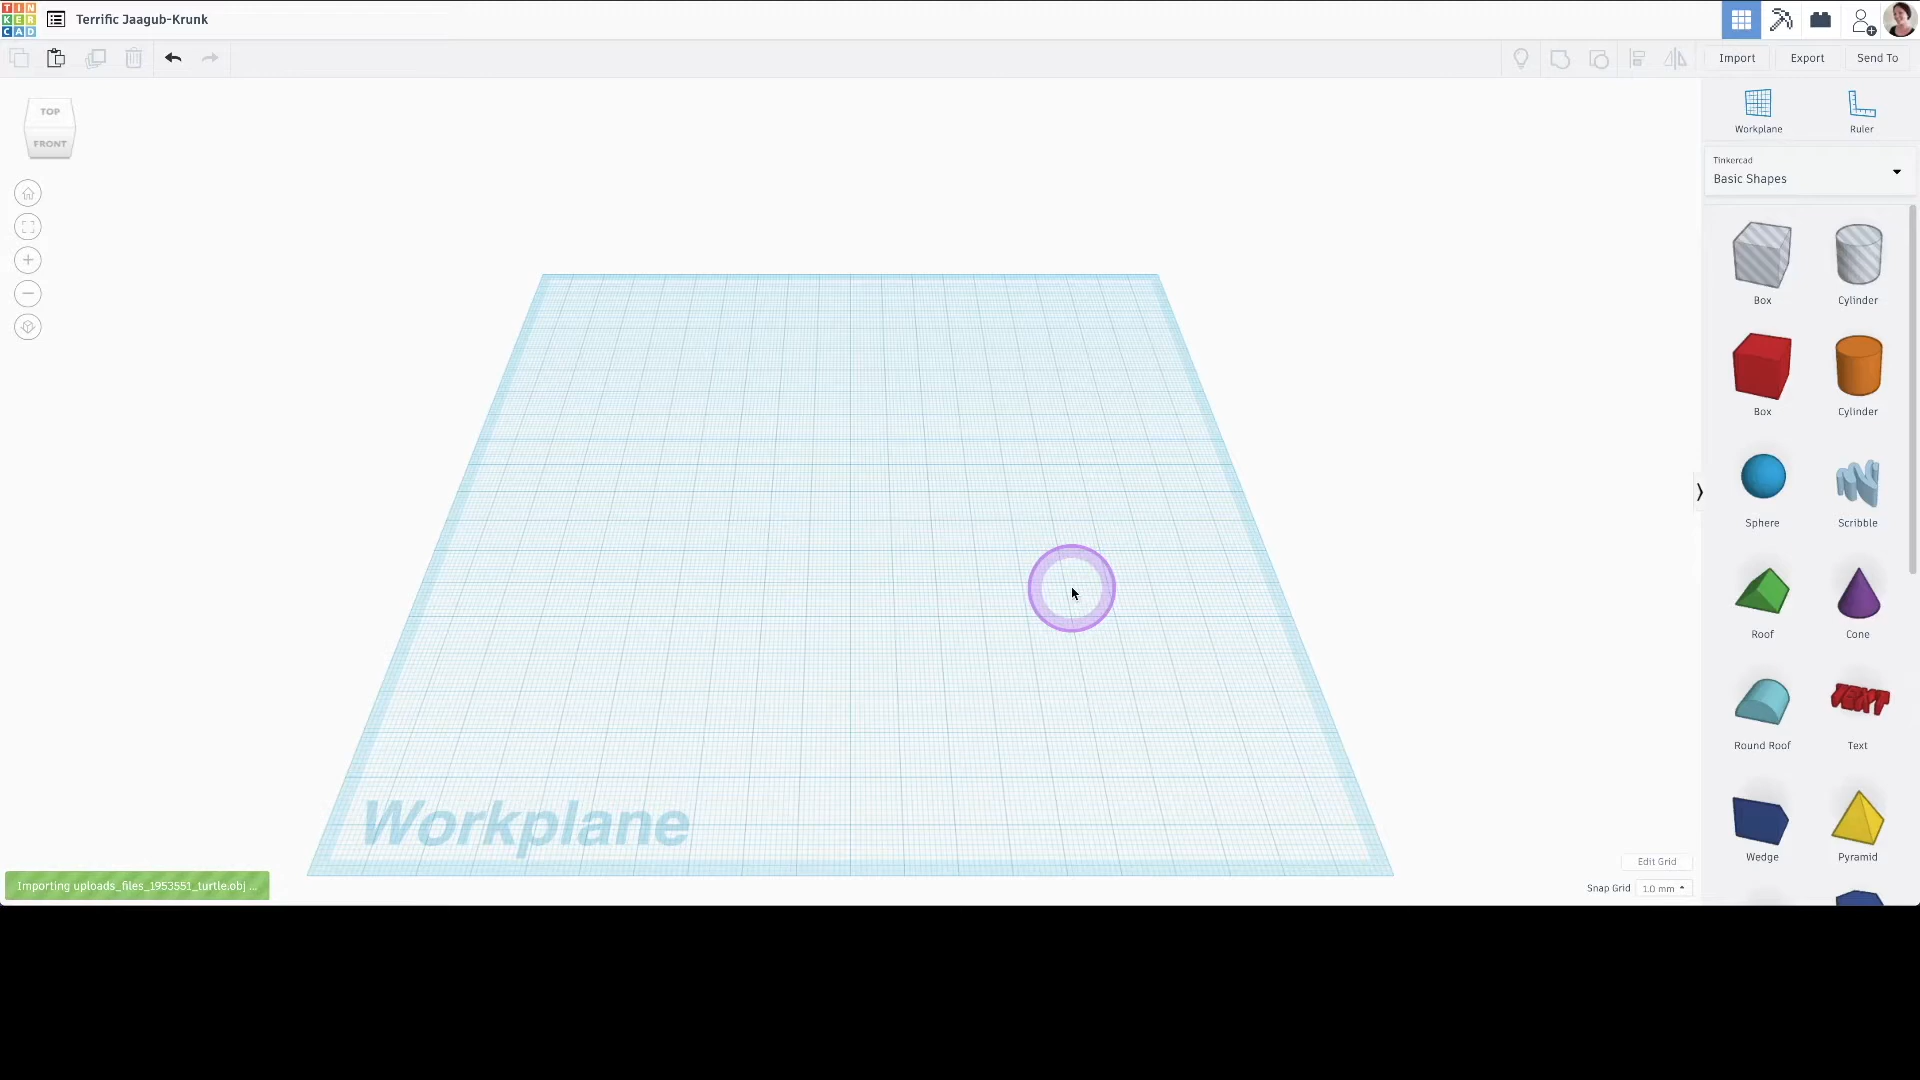 TIN
KER
CAD
Terrific Jaagub-Krunk
Import
Export
Send To
TOP
FRONT
Workplane
Ruler
Tinkercad
Basic Shapes
Box
Cylinder
Box
Cylinder
Sphere
Scribble
Roof
Cone
TEXT
Round Roof
Text
Wedge
Pyramid
Workplane
Edit Grid
Importing uploads_files_1953551_turtle.obj ...
Snap Grid
1.0 mm